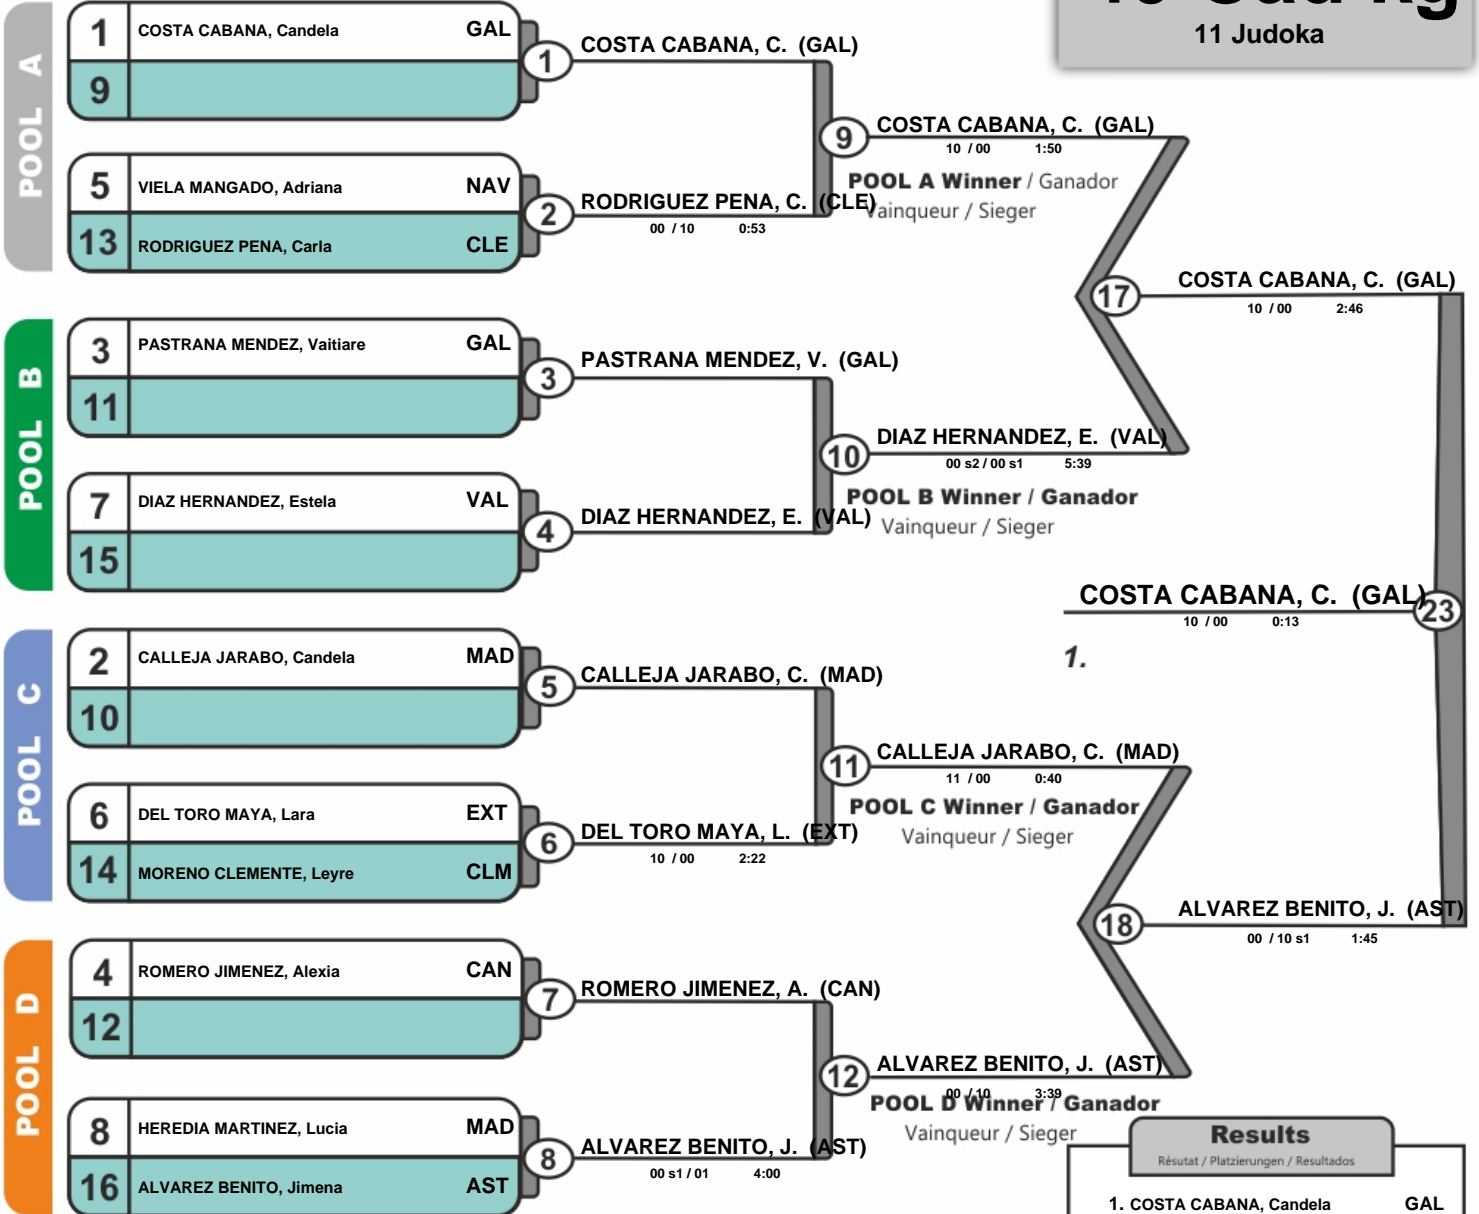 11 Judoka
POOL A
1 COSTA CABANA, Candela GAL
9
1
COSTA CABANA, C. (GAL)
5 VIELA MANGADO, Adriana NAV
13 RODRIGUEZ PENA, Carla CLE
2
RODRIGUEZ PENA, C. (CLE)
00 / 10 0:53
9
COSTA CABANA, C. (GAL)
10 / 00 1:50
POOL A Winner / Ganador
Vainqueur / Sieger
POOL B
3 PASTRANA MENDEZ, Vaitiare GAL
11
3
PASTRANA MENDEZ, V. (GAL)
7 DIAZ HERNANDEZ, Estela VAL
15
4
DIAZ HERNANDEZ, E. (VAL)
10
DIAZ HERNANDEZ, E. (VAL)
00 s2 / 00 s1 5:39
POOL B Winner / Ganador
Vainqueur / Sieger
17
COSTA CABANA, C. (GAL)
10 / 00 2:46
COSTA CABANA, C. (GAL)
23
10 / 00 0:13
1.
POOL C
2 CALLEJA JARABO, Candela MAD
10
5
CALLEJA JARABO, C. (MAD)
6 DEL TORO MAYA, Lara EXT
14 MORENO CLEMENTE, Leyre CLM
6
DEL TORO MAYA, L. (EXT)
10 / 00 2:22
11
CALLEJA JARABO, C. (MAD)
11 / 00 0:40
POOL C Winner / Ganador
Vainqueur / Sieger
18
ALVAREZ BENITO, J. (AST)
00 / 10 s1 1:45
POOL D
4 ROMERO JIMENEZ, Alexia CAN
12
7
ROMERO JIMENEZ, A. (CAN)
8 HEREDIA MARTINEZ, Lucia MAD
16 ALVAREZ BENITO, Jimena AST
8
ALVAREZ BENITO, J. (AST)
00 s1 / 01 4:00
12
ALVAREZ BENITO, J. (AST)
00 / 10 3:39
POOL D Winner / Ganador
Vainqueur / Sieger
Results
Résutat / Platzierungen / Resultados
1. COSTA CABANA, Candela GAL